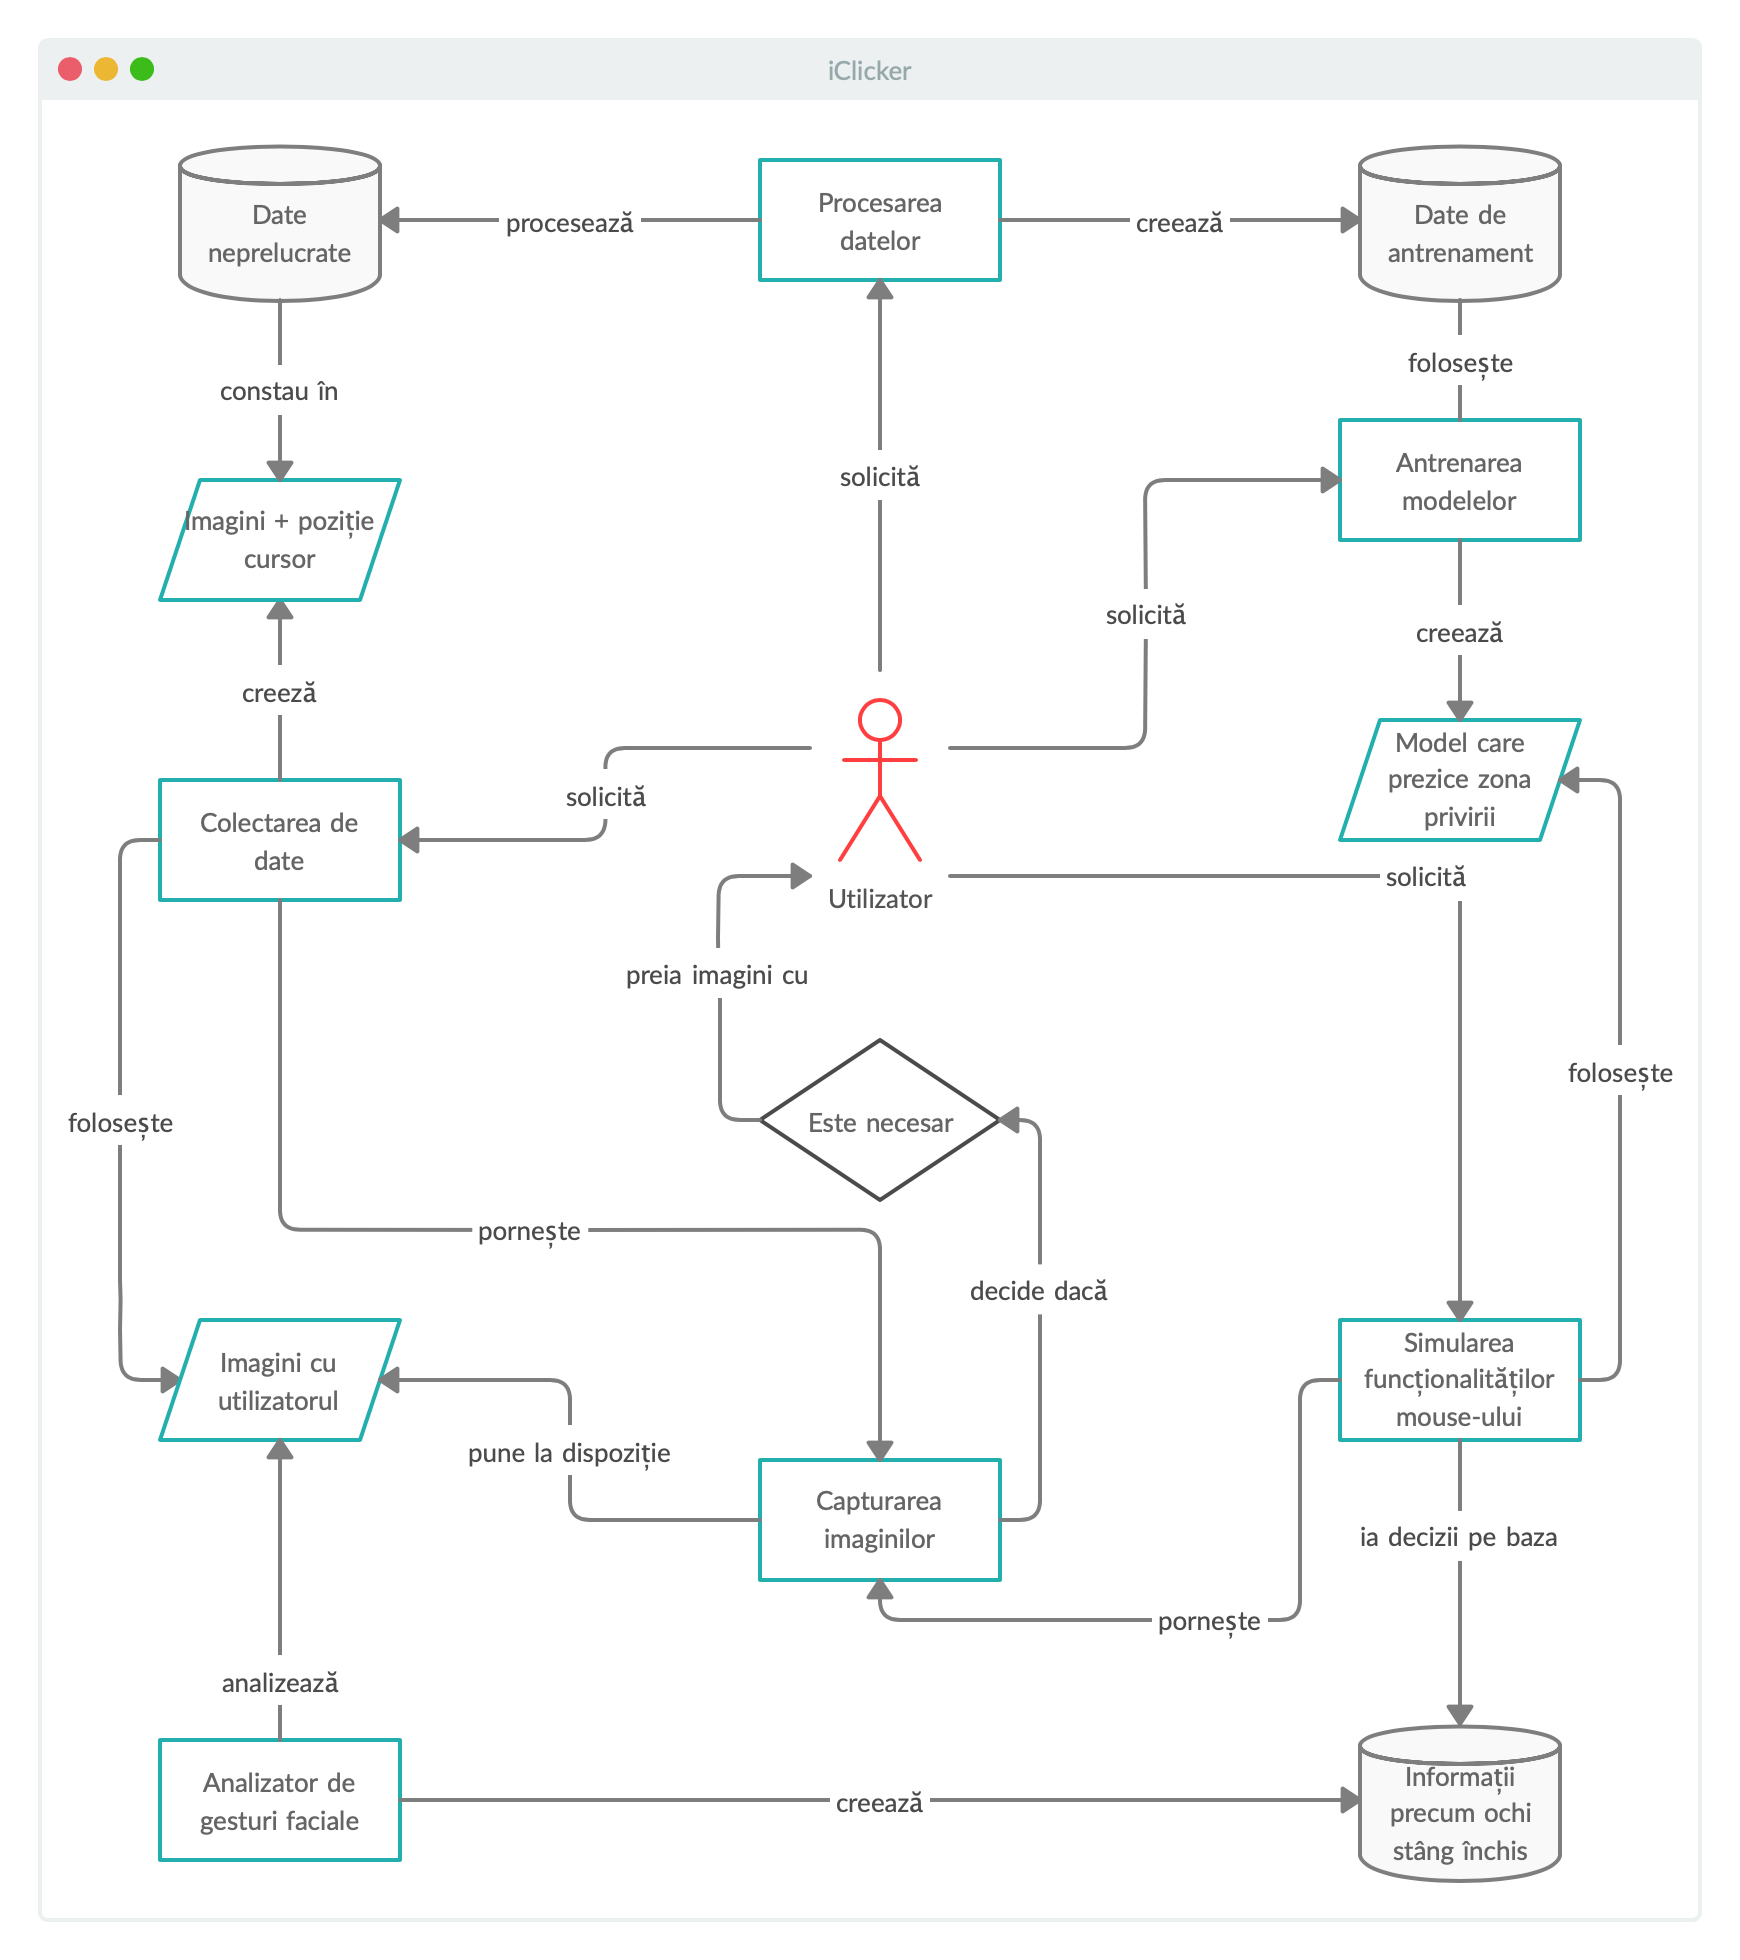 iClicker
Date
neprelucrate
procesează
Procesarea
datelor
creează
Date de
antrenament
constau în
folosește
solicită
Antrenarea
modelelor
Imagini + poziție
cursor
solicită
creează
creeză
Model care
prezice zona
privirii
solicită
Colectarea de
date
Utilizator
solicită
preia imagini cu
folosește
folosește
Este necesar
pornește
decide dacă
Imagini cu
utilizatorul
Simularea
funcționalităților
mouse-ului
pune la dispoziție
Capturarea
imaginilor
ia decizii pe baza
pornește
analizează
Analizator de
gesturi faciale
creează
Informații
precum ochi
stâng închis